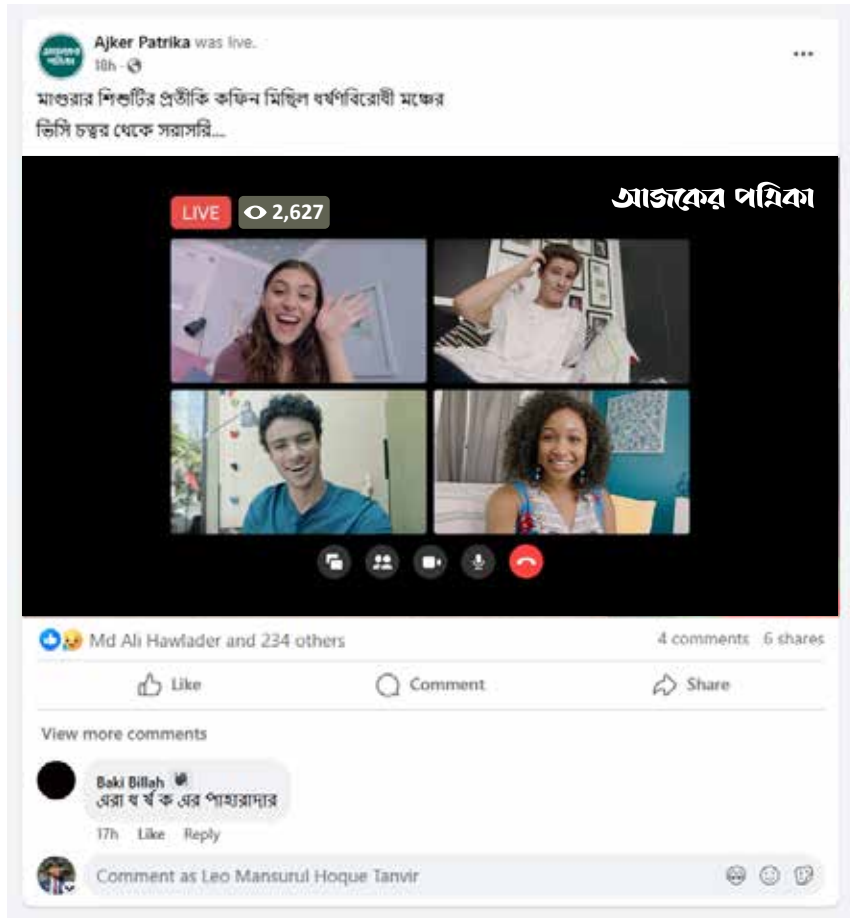 Ajker Patrika was live.
18h
মাগুরার শিশুটির প্রতীকি কফিন মিছিল ধর্ষণবিরোধী মঞ্চের
ভিসি চত্বর থেকে সরাসরি...
আজকের পত্রিকা
LIVE 2,627
আজকের পত্রিকা
Md Ali Hawlader and 234 others 4 comments 6 shares
Like Comment Share
View more comments
Baki Billah
এরা ধ র্ষ ক এর পাহারাদার
17h Like Reply
Comment as Leo Mansurul Hoque Tanvir